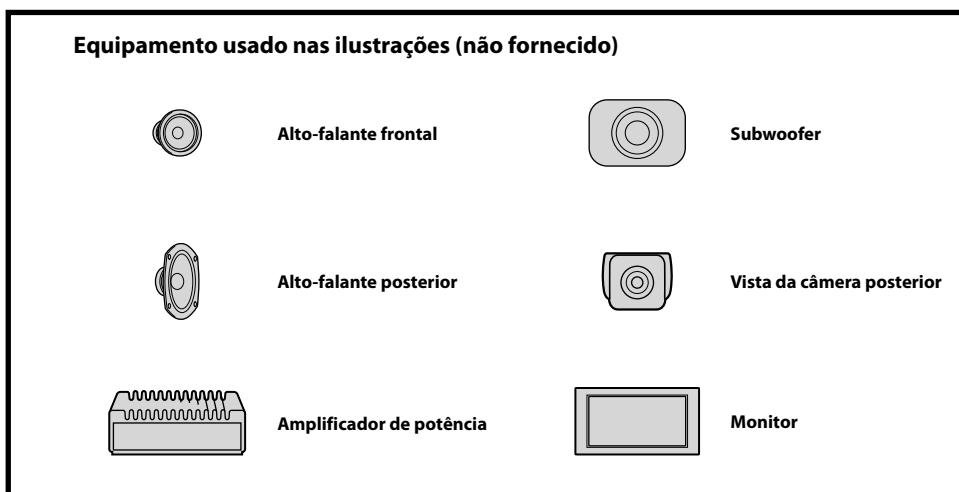 Equipamento usado nas ilustrações (não fornecido)
Alto-falante frontal
Subwoofer
Alto-falante posterior
Vista da câmera posterior
Amplificador de potência
Monitor